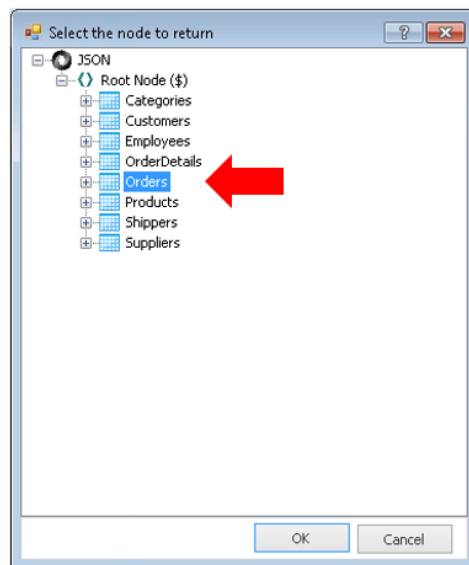 Select the node to return
JSON
Root Node ($)
Categories
Customers
Employees
OrderDetails
Orders
Products
Shippers
Suppliers
OK
Cancel